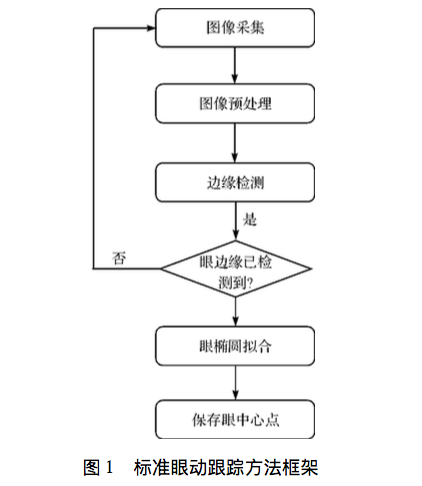 图像采集
图像预处理
边缘检测
是
否
眼边缘已检
测到?
眼椭圆拟合
保存眼中心点
图 1 标准眼动跟踪方法框架